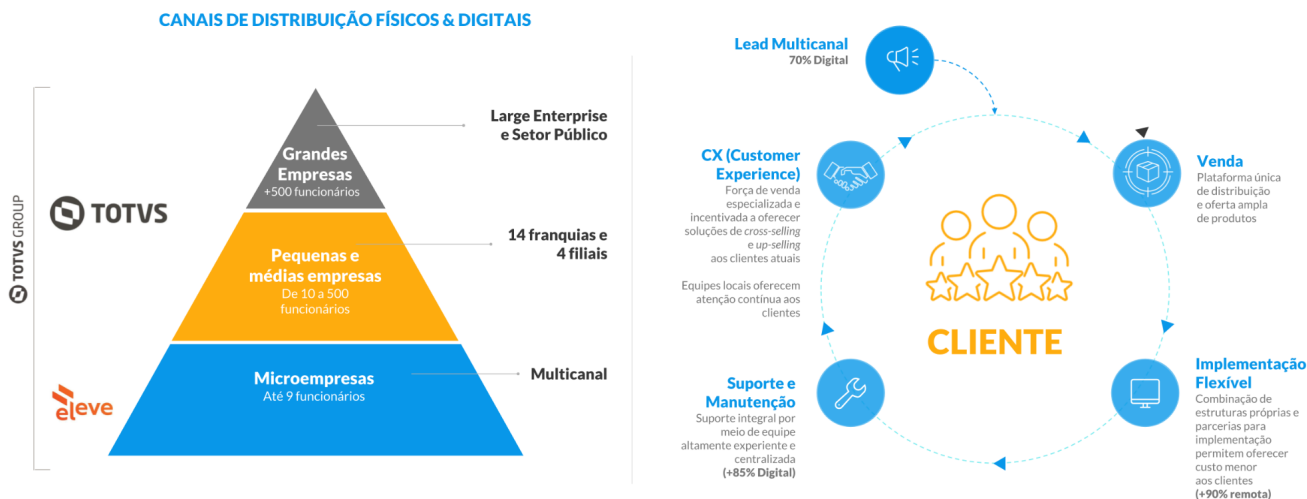 CANAIS DE DISTRIBUIÇÃO FÍSICOS & DIGITAIS
TOTVS GROUP
TOTVS
eleve
Grandes
Empresas
+500 funcionários
Large Enterprise
e Setor Público
Pequenas e
médias empresas
De 10 a 500
funcionários
14 franquias e
4 filiais
Microempresas
Até 9 funcionários
Multicanal
Lead Multicanal
70% Digital
CX (Customer
Experience)
Força de venda
especializada e
incentivada a oferecer
soluções de cross-selling
e up-selling
aos clientes atuais
Equipes locais oferecem
atenção contínua aos
clientes
Venda
Plataforma única
de distribuição
e oferta ampla
de produtos
CLIENTE
Suporte e
Manutenção
Suporte integral por
meio de equipe
altamente experiente e
centralizada
(+85% Digital)
Implementação
Flexível
Combinação de
estruturas próprias e
parcerias para
implementação
permitem oferecer
custo menor
aos clientes
(+90% remota)